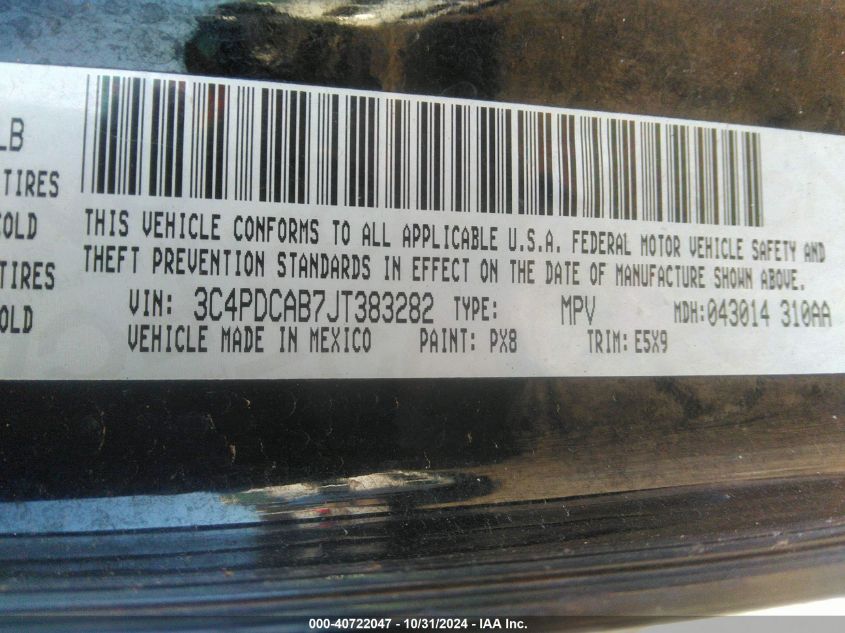 LB
TIRES
COLD
TIRES
OLD
THIS VEHICLE CONFORMS TO ALL APPLICABLE U.S.A. FEDERAL MOTOR VEHICLE SAFETY AND
THEFT PREVENTION STANDARDS IN EFFECT ON THE DATE OF MANUFACTURE SHOWN ABOVE.
VIN: 3C4PDCAB7JT383282 TYPE: MPV MDH:043014 310AA
VEHICLE MADE IN MEXICO PAINT: PX8 TRIM: E5X9
000-40722047 - 10/31/2024 - IAA Inc.